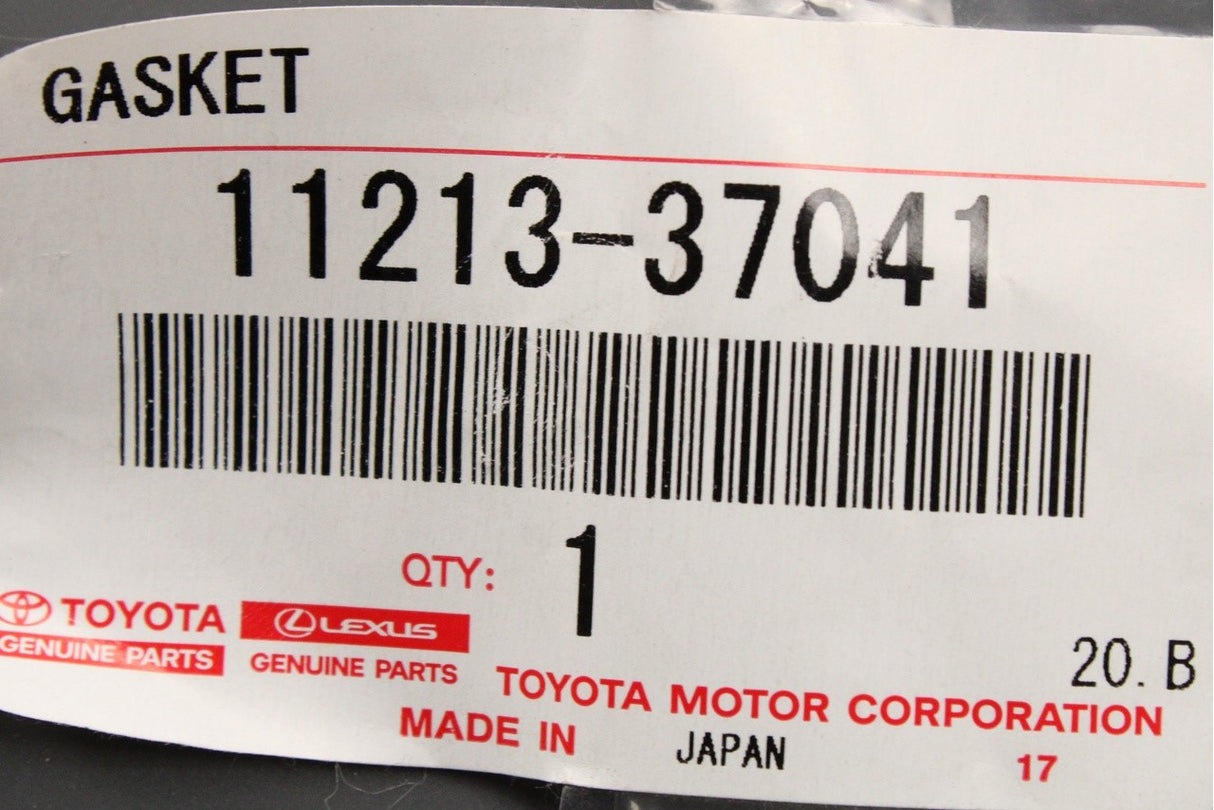 GASKET
11213-37041
QTY: 1
TOYOTA LEXUS
GENUINE PARTS GENUINE PARTS
20. B
TOYOTA MOTOR CORPORATION
MADE IN JAPAN 17